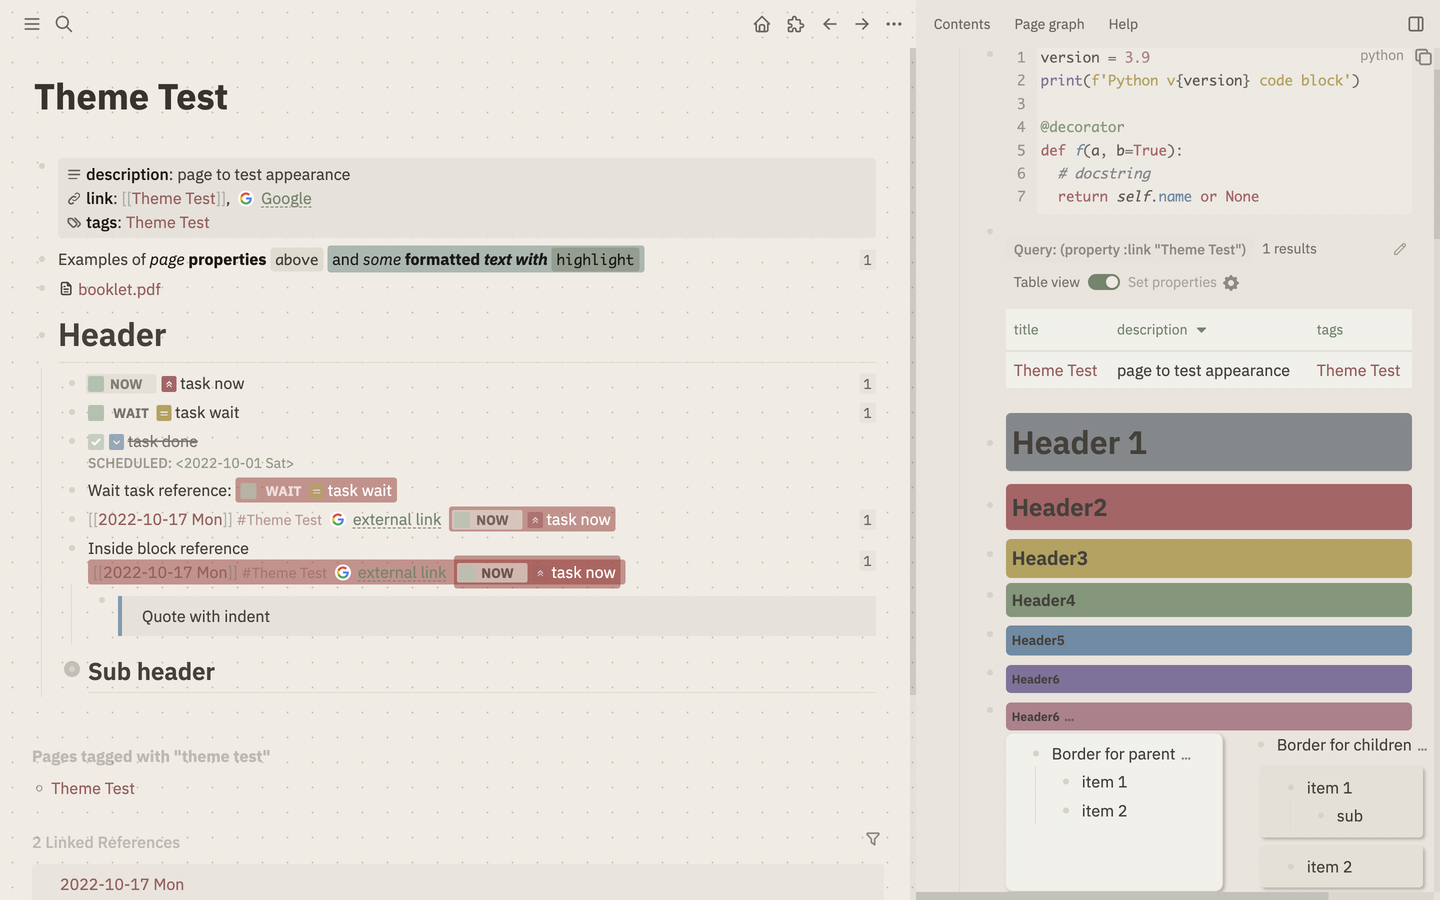 Theme Test
description: page to test appearance
link: [[Theme Test]], Google
tags: Theme Test
Examples of page properties above and some formatted text with highlight 1
booklet.pdf
Header
NOW task now 1
WAIT = task wait 1
task done
SCHEDULED: <2022-10-01 Sat>
Wait task reference: WAIT = task wait
[[2022-10-17 Mon]] #Theme Test external link NOW task now 1
Inside block reference
[[2022-10-17 Mon]] #Theme Test external link NOW task now 1
Quote with indent
Sub header
Pages tagged with "theme test"
Theme Test
2 Linked References
2022-10-17 Mon
Contents Page graph Help
python
1 version = 3.9
2 print(f'Python v{version} code block')
3
4 @decorator
5 def f(a, b=True):
6 # docstring
7 return self.name or None
Query: (property :link "Theme Test") 1 results
Table view Set properties
title description tags
Theme Test page to test appearance Theme Test
Header 1
Header2
Header3
Header4
Header5
Header6
Header6 ...
Border for parent ...
item 1
item 2
Border for children ...
item 1
sub
item 2